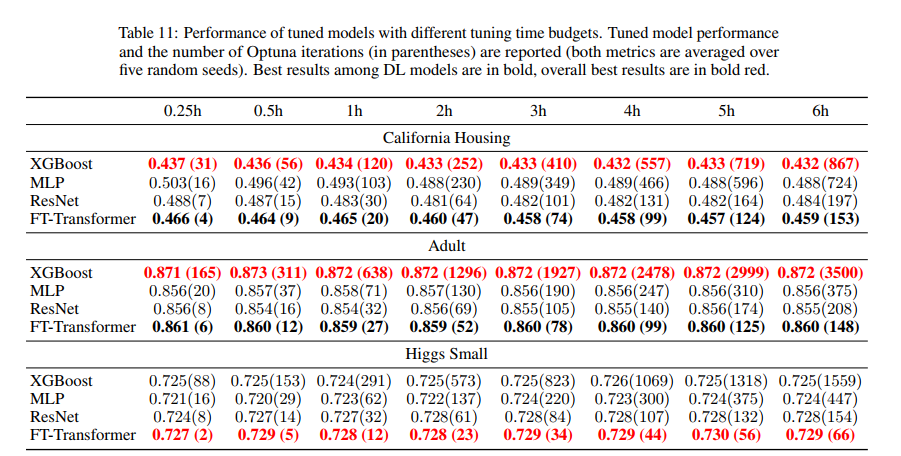 Table 11: Performance of tuned models with different tuning time budgets. Tuned model performance
and the number of Optuna iterations (in parentheses) are reported (both metrics are averaged over
five random seeds). Best results among DL models are in bold, overall best results are in bold red.
0.25h 0.5h 1h 2h 3h 4h 5h 6h
California Housing
XGBoost 0.437 (31) 0.436 (56) 0.434 (120) 0.433 (252) 0.433 (410) 0.432 (557) 0.433 (719) 0.432 (867)
MLP 0.503(16) 0.496(42) 0.493(103) 0.488(230) 0.489(349) 0.489(466) 0.488(596) 0.488(724)
ResNet 0.488(7) 0.487(15) 0.483(30) 0.481(64) 0.482(101) 0.482(131) 0.482(164) 0.484(197)
FT-Transformer 0.466 (4) 0.464 (9) 0.465 (20) 0.460 (47) 0.458 (74) 0.458 (99) 0.457 (124) 0.459 (153)
Adult
XGBoost 0.871 (165) 0.873 (311) 0.872 (638) 0.872 (1296) 0.872 (1927) 0.872 (2478) 0.872 (2999) 0.872 (3500)
MLP 0.856(20) 0.857(37) 0.858(71) 0.857(130) 0.856(190) 0.856(247) 0.856(310) 0.856(375)
ResNet 0.856(8) 0.854(16) 0.854(32) 0.856(69) 0.855(105) 0.855(140) 0.856(174) 0.855(208)
FT-Transformer 0.861 (6) 0.860 (12) 0.859 (27) 0.859 (52) 0.860 (78) 0.860 (99) 0.860 (125) 0.860 (148)
Higgs Small
XGBoost 0.725(88) 0.725(153) 0.724(291) 0.725(573) 0.725(823) 0.726(1069) 0.725(1318) 0.725(1559)
MLP 0.721(16) 0.720(29) 0.723(62) 0.722(137) 0.724(220) 0.723(300) 0.724(375) 0.724(447)
ResNet 0.724(8) 0.727(14) 0.727(32) 0.728(61) 0.728(84) 0.728(107) 0.728(132) 0.728(154)
FT-Transformer 0.727 (2) 0.729 (5) 0.728 (12) 0.728 (23) 0.729 (34) 0.729 (44) 0.730 (56) 0.729 (66)